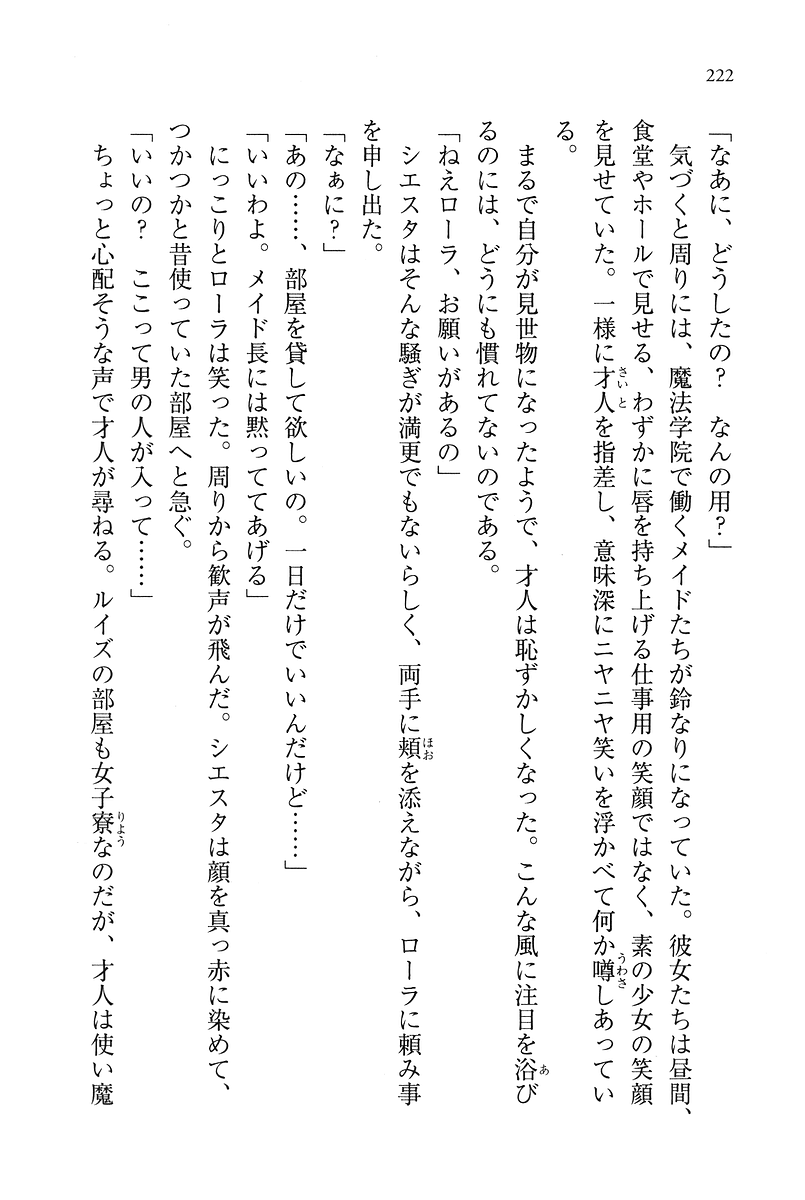 222
「なあに、どうしたの？　なんの用？」
　気づくと周りには、魔法学院で働くメイドたちが鈴なりになっていた。彼女たちは昼間、
食堂やホールで見せる、わずかに唇を持ち上げる仕事用の笑顔ではなく、素の少女の笑顔
を見せていた。一様に才人を指差し、意味深にニヤニヤ笑いを浮かべて何か噂しあってい
る。
　まるで自分が見世物になったようで、才人は恥ずかしくなった。こんな風に注目を浴び
るのには、どうにも慣れてないのである。
「ねえローラ、お願いがあるの」
　シエスタはそんな騒ぎが満更でもないらしく、両手に頬を添えながら、ローラに頼み事
を申し出た。
「なぁに？」
「あの……、部屋を貸して欲しいの。一日だけでいいんだけど……」
「いいわよ。メイド長には黙っててあげる」
　にっこりとローラは笑った。周りから歓声が飛んだ。シエスタは顔を真っ赤に染めて、
つかつかと昔使っていた部屋へと急ぐ。
「いいの？　ここって男の人が入って……」
　ちょっと心配そうな声で才人が尋ねる。ルイズの部屋も女子寮なのだが、才人は使い魔